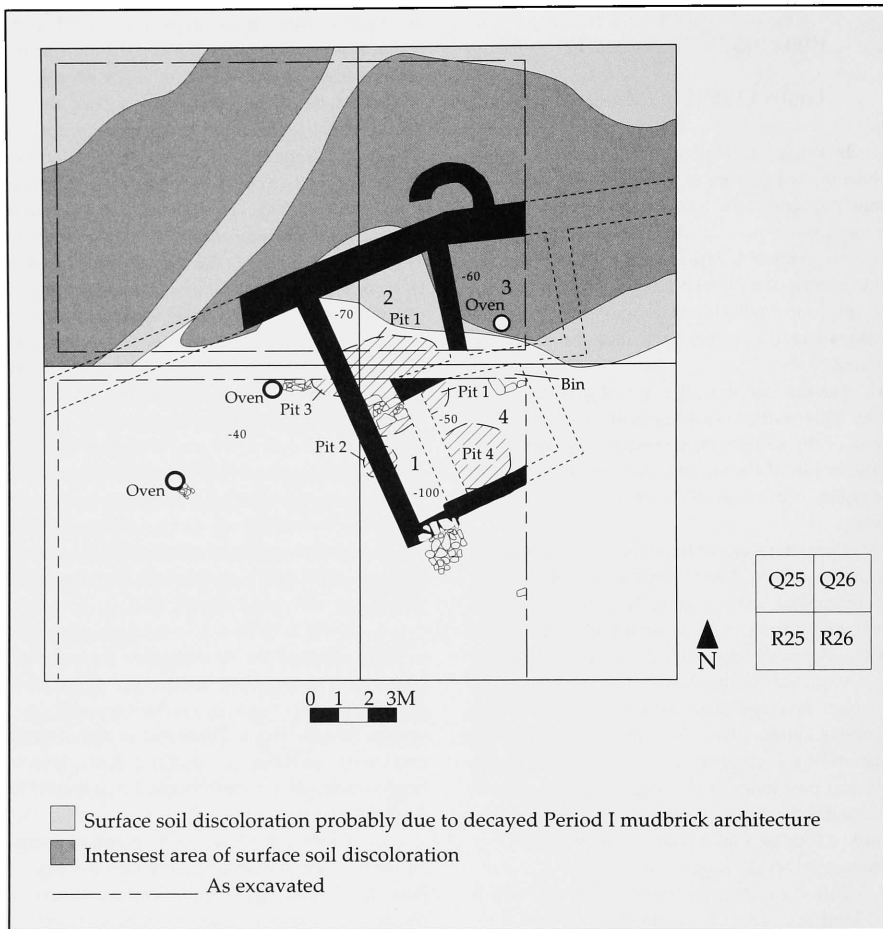 -60
3
2
-70
Pit 1
Oven
Oven
Pit 3
Pit 1
Bin
-50
4
-40
Pit 2
1
Pit 4
Oven
-100
Q25 Q26
R25 R26
N
0 1 2 3M
Surface soil discoloration probably due to decayed Period I mudbrick architecture
Intensest area of surface soil discoloration
As excavated